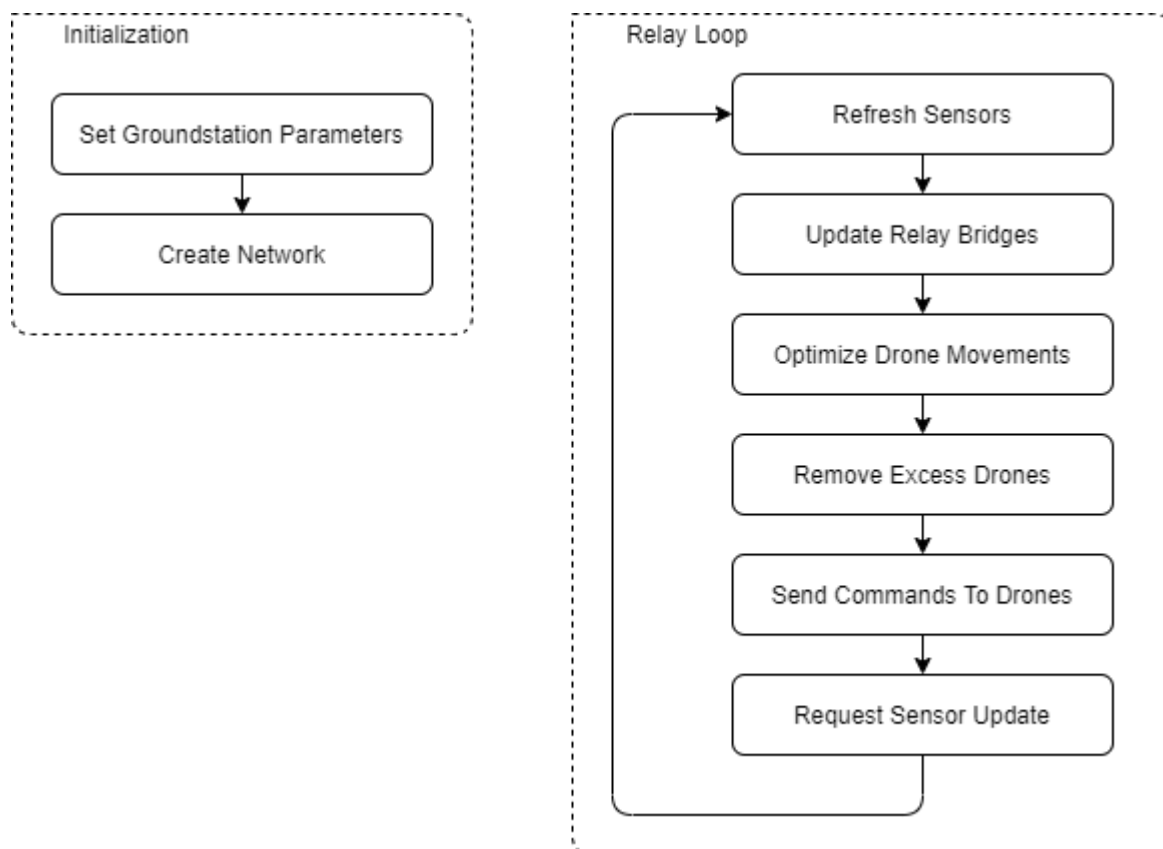 Initialization
Set Groundstation Parameters
Create Network
Relay Loop
Refresh Sensors
Update Relay Bridges
Optimize Drone Movements
Remove Excess Drones
Send Commands To Drones
Request Sensor Update